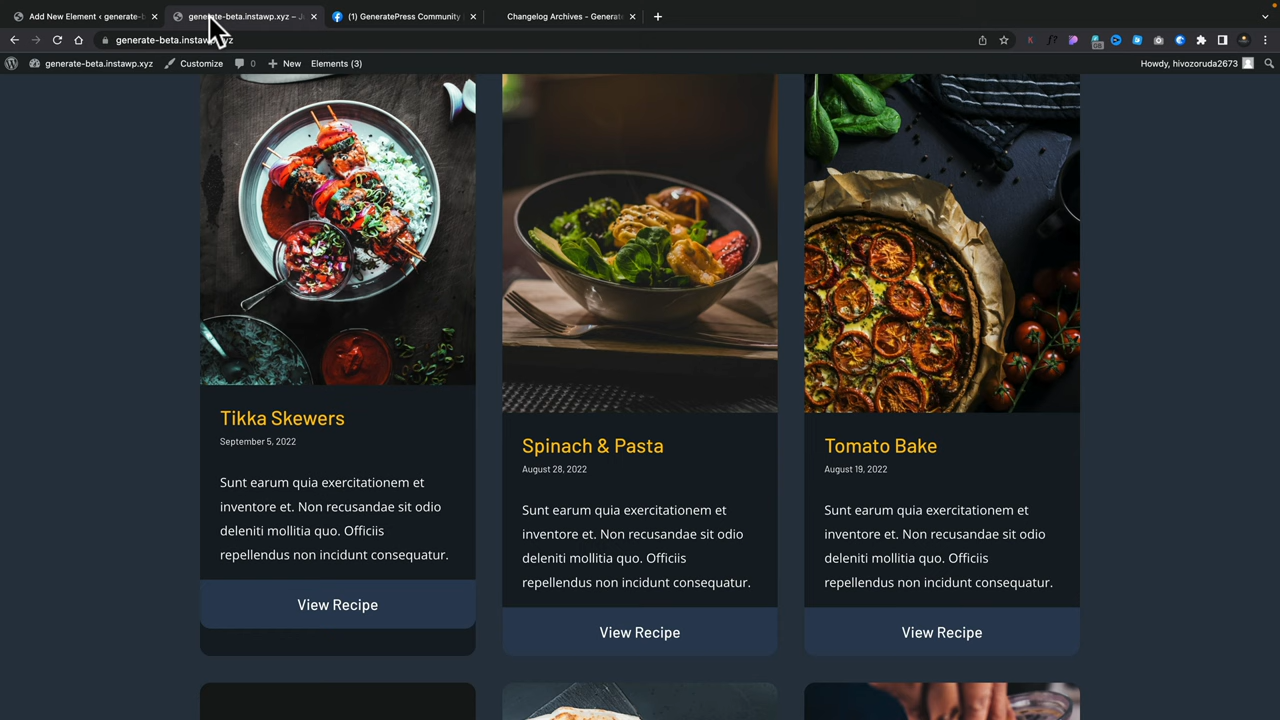 Add New Element ‹ generate-b
generate-beta.instawp.xyz – Ju
(1) GeneratePress Community
Changelog Archives - Generate
generate-beta.instawp.xyz
generate-beta.instawp.xyz
Customize
0
New
Elements (3)
Howdy, hivozoruda2673
Tikka Skewers
September 5, 2022
Sunt earum quia exercitationem et
inventore et. Non recusandae sit odio
deleniti mollitia quo. Officiis
repellendus non incidunt consequatur.
View Recipe
Spinach & Pasta
August 28, 2022
Sunt earum quia exercitationem et
inventore et. Non recusandae sit odio
deleniti mollitia quo. Officiis
repellendus non incidunt consequatur.
View Recipe
Tomato Bake
August 19, 2022
Sunt earum quia exercitationem et
inventore et. Non recusandae sit odio
deleniti mollitia quo. Officiis
repellendus non incidunt consequatur.
View Recipe